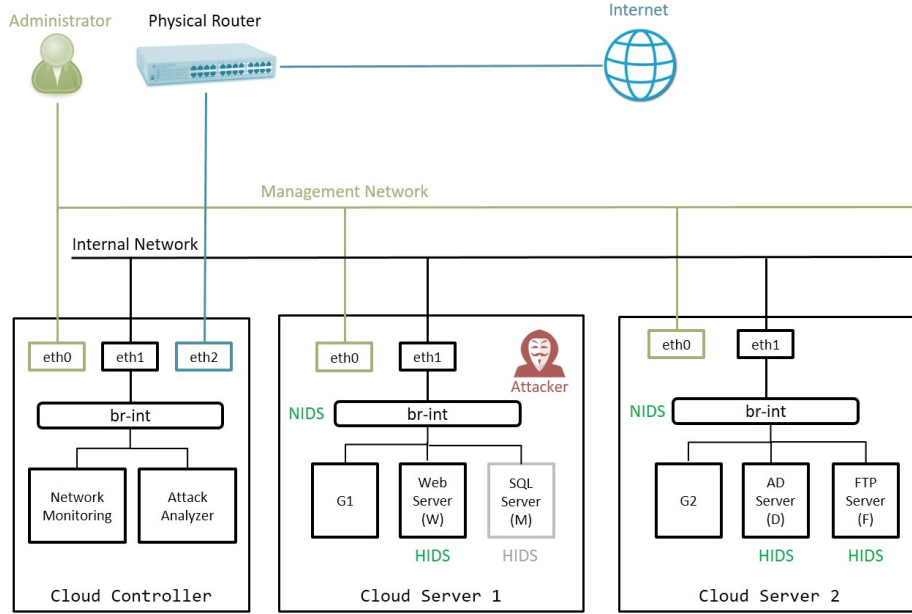 Administrator
Physical Router
Internet
Management Network
Internal Network
eth0
eth1
eth2
br-int
Network
Monitoring
Attack
Analyzer
Cloud Controller
eth0
eth1
Attacker
NIDS
br-int
G1
Web
Server
(W)
SQL
Server
(M)
HIDS
HIDS
Cloud Server 1
eth0
eth1
NIDS
br-int
G2
AD
Server
(D)
FTP
Server
(F)
HIDS
HIDS
Cloud Server 2